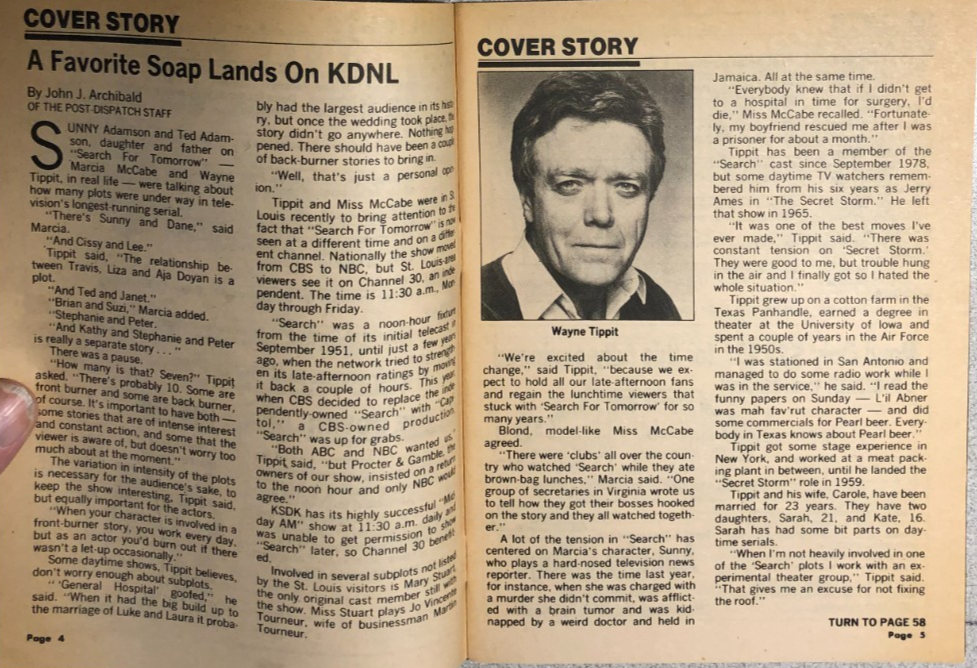 COVER STORY
A Favorite Soap Lands On KDNL
By John J. Archibald
OF THE POST-DISPATCH STAFF
SUNNY Adamson and Ted Adam-
son, daughter and father on
"Search For Tomorrow" —
Marcia McCabe and Wayne
Tippit, in real life — were talking about
how many plots were under way in tele-
vision's longest-running serial.
"There's Sunny and Dane," said
Marcia.
"And Cissy and Lee."
Tippit said, "The relationship be-
tween Travis, Liza and Aja Doyan is a
plot.
"And Ted and Janet."
"Brian and Suzi," Marcia added.
"Stephanie and Peter.
"And Kathy and Stephanie and Peter
is really a separate story . . ."
There was a pause.
"How many is that? Seven?" Tippit
asked. "There's probably 10. Some are
front burner and some are back burner,
of course. It's important to have both —
some stories that are of intense interest
and constant action, and some that the
viewer is aware of, but doesn't worry too
much about at the moment."
The variation in intensity of the plots
is necessary for the audience's sake, to
keep the show interesting, Tippit said,
but equally important for the actors.
"When your character is involved in a
front-burner story, you work every day,
but as an actor you'd burn out if there
wasn't a let-up occasionally."
Some daytime shows, Tippit believes,
don't worry enough about subplots.
" 'General Hospital' goofed," he
said. "When it had the big build up to
the marriage of Luke and Laura it proba-
Page 4
bly had the largest audience in its
ry, but once the wedding took place, the
story didn't go anywhere. Nothing
pened. There should have been a
of back-burner stories to bring in.
"Well, that's just a personal
ion."
Tippit and Miss McCabe were in
Louis recently to bring attention to the
fact that "Search For Tomorrow" is now
seen at a different time and on a
ent channel. Nationally the show moved
from CBS to NBC, but St. Louis-area
viewers see it on Channel 30, an
pendent. The time is 11:30 a.m.,
day through Friday.
"Search" was a noon-hour fixture
from the time of its initial telecast in
September 1951, until just a few years
ago, when the network tried to
en its late-afternoon ratings by moving
it back a couple of hours. This year,
when CBS decided to replace the
pendently-owned "Search" with
tol," a CBS-owned production,
"Search" was up for grabs.
"Both ABC and NBC wanted us,"
Tippit said, "but Procter & Gamble, the
owners of our show, insisted on a return
to the noon hour and only NBC would
agree."
KSDK has its highly successful
day AM" show at 11:30 a.m. daily and
was unable to get permission to show
"Search" later, so Channel 30
ed.
Involved in several subplots not listed
by the St. Louis visitors is Mary Stuart,
the only original cast member still with
the show. Miss Stuart plays Jo Vincente
Tourneur, wife of businessman Martin
Tourneur.
COVER STORY
Wayne Tippit
"We're excited about the time
change," said Tippit, "because we ex-
pect to hold all our late-afternoon fans
and regain the lunchtime viewers that
stuck with 'Search For Tomorrow' for so
many years."
Blond, model-like Miss McCabe
agreed.
"There were 'clubs' all over the coun-
try who watched 'Search' while they ate
brown-bag lunches," Marcia said. "One
group of secretaries in Virginia wrote us
to tell how they got their bosses hooked
on the story and they all watched togeth-
er."
A lot of the tension in "Search" has
centered on Marcia's character, Sunny,
who plays a hard-nosed television news
reporter. There was the time last year,
for instance, when she was charged with
a murder she didn't commit, was afflict-
ed with a brain tumor and was kid-
napped by a weird doctor and held in
Jamaica. All at the same time.
"Everybody knew that if I didn't get
to a hospital in time for surgery, I'd
die," Miss McCabe recalled. "Fortunate-
ly, my boyfriend rescued me after I was
a prisoner for about a month."
Tippit has been a member of the
"Search" cast since September 1978,
but some daytime TV watchers remem-
bered him from his six years as Jerry
Ames in "The Secret Storm." He left
that show in 1965.
"It was one of the best moves I've
ever made," Tippit said. "There was
constant tension on 'Secret Storm.'
They were good to me, but trouble hung
in the air and I finally got so I hated the
whole situation."
Tippit grew up on a cotton farm in the
Texas Panhandle, earned a degree in
theater at the University of Iowa and
spent a couple of years in the Air Force
in the 1950s.
"I was stationed in San Antonio and
managed to do some radio work while I
was in the service," he said. "I read the
funny papers on Sunday — L'il Abner
was mah fav'rut character — and did
some commercials for Pearl beer. Every-
body in Texas knows about Pearl beer."
Tippit got some stage experience in
New York, and worked at a meat pack-
ing plant in between, until he landed the
"Secret Storm" role in 1959.
Tippit and his wife, Carole, have been
married for 23 years. They have two
daughters, Sarah, 21, and Kate, 16.
Sarah has had some bit parts on day-
time serials.
"When I'm not heavily involved in one
of the 'Search' plots I work with an ex-
perimental theater group," Tippit said.
"That gives me an excuse for not fixing
the roof."
TURN TO PAGE 58
Page 5